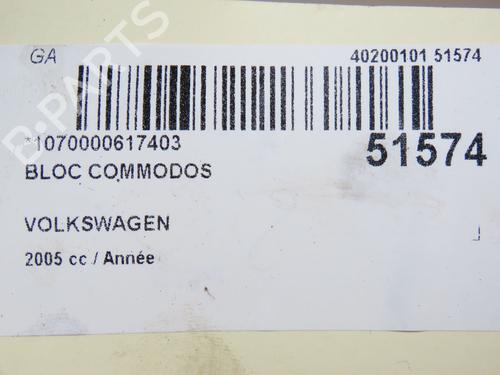 GA
40200101 51574
*1070000617403
51574
BLOC COMMODOS
VOLKSWAGEN
2005 cc / Année
B-PARTS